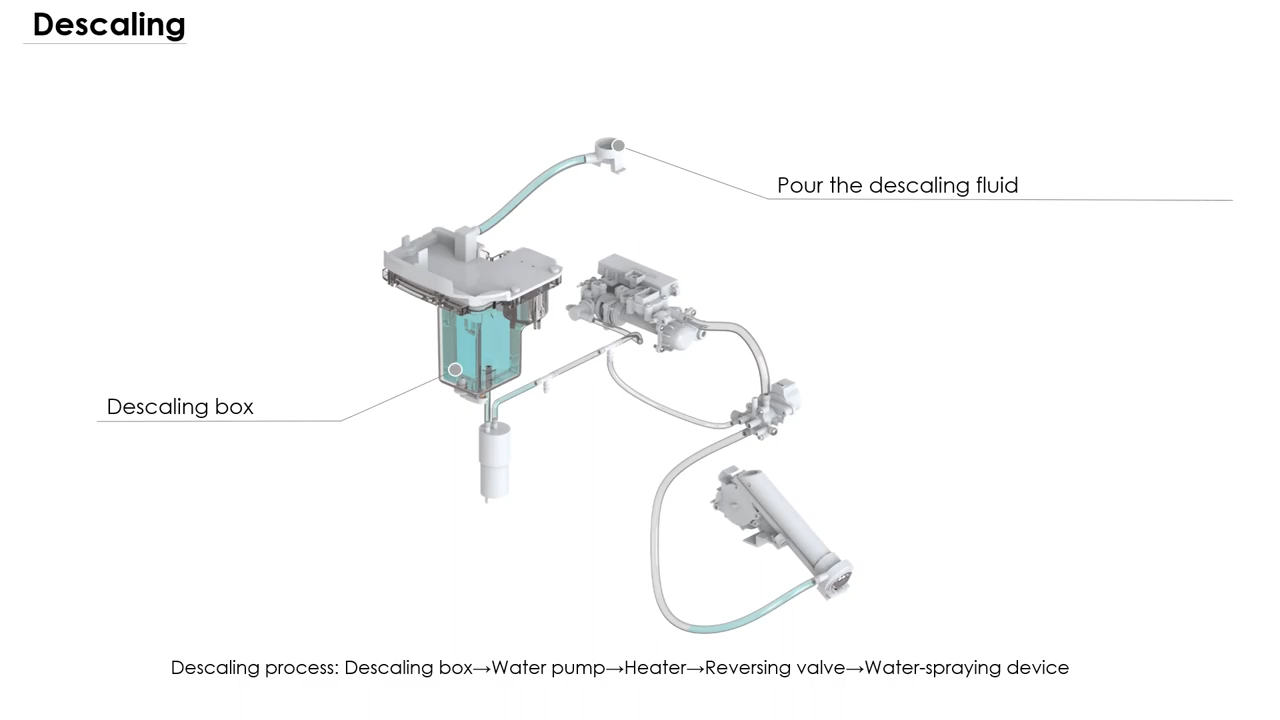 Descaling
Pour the descaling fluid
Descaling box
Descaling process: Descaling box→Water pump→Heater→Reversing valve→Water-spraying device